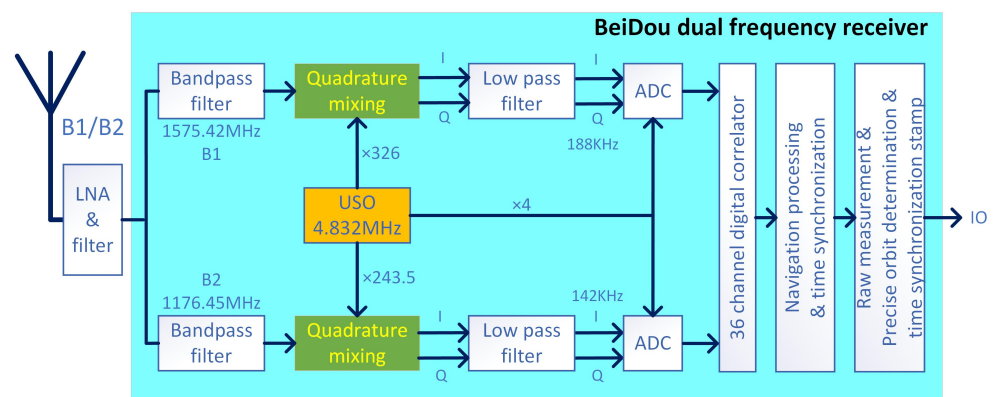 BeiDou dual frequency receiver
B1/B2
LNA
&
filter
Bandpass
filter
1575.42MHz
B1
Quadrature
mixing
I
Q
Low pass
filter
I
Q
188KHz
ADC
×326
USO
4.832MHz
×4
×243.5
B2
1176.45MHz
Bandpass
filter
Quadrature
mixing
I
Q
Low pass
filter
142KHz
I
Q
ADC
36 channel digital correlator
Navigation processing
& time synchronization
Raw measurement &
Precise orbit determination &
time synchronization stamp
IO